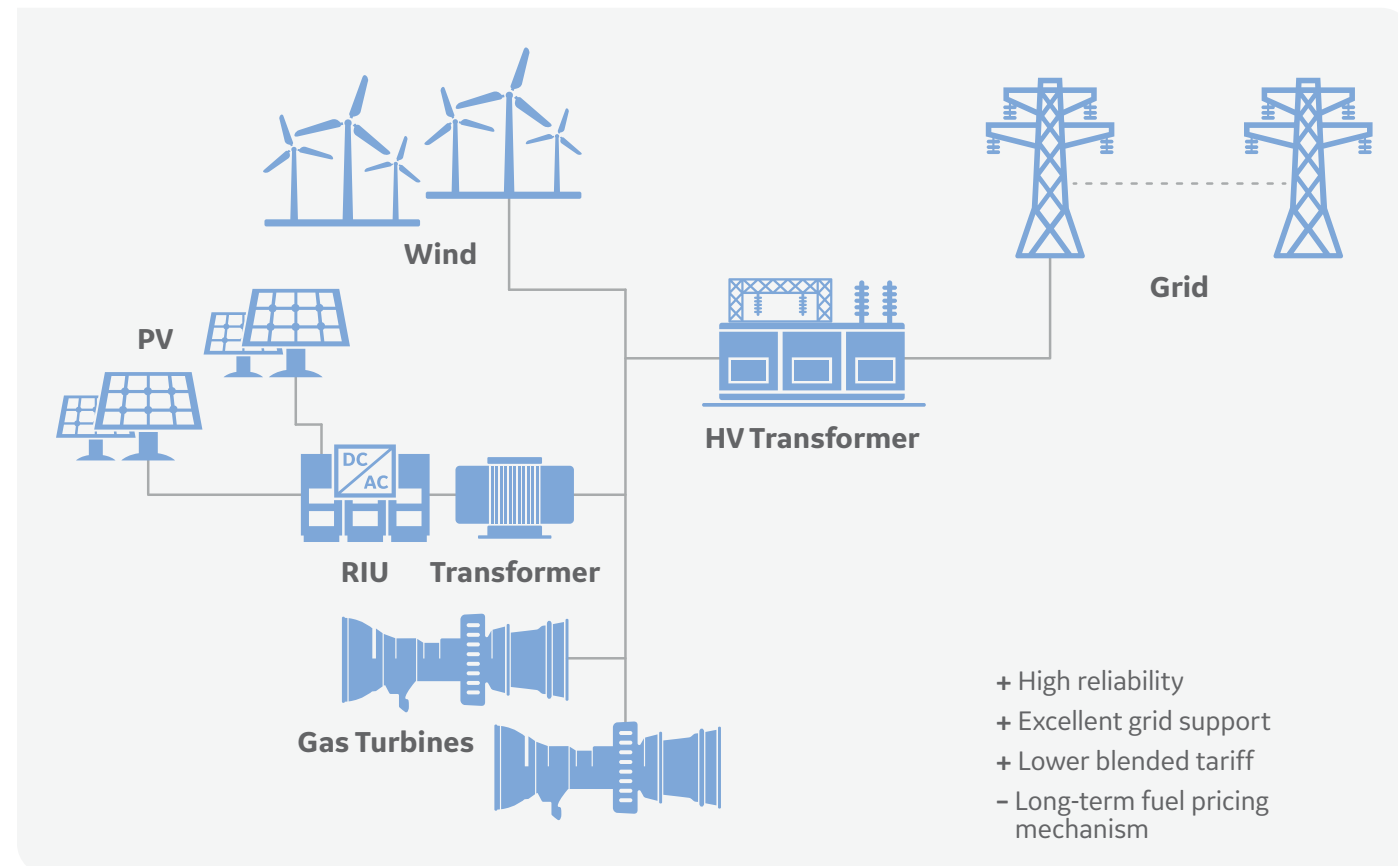 Wind
Grid
PV
HV Transformer
DC
AC
RIU
Transformer
Gas Turbines
+ High reliability
+ Excellent grid support
+ Lower blended tariff
– Long-term fuel pricing
mechanism